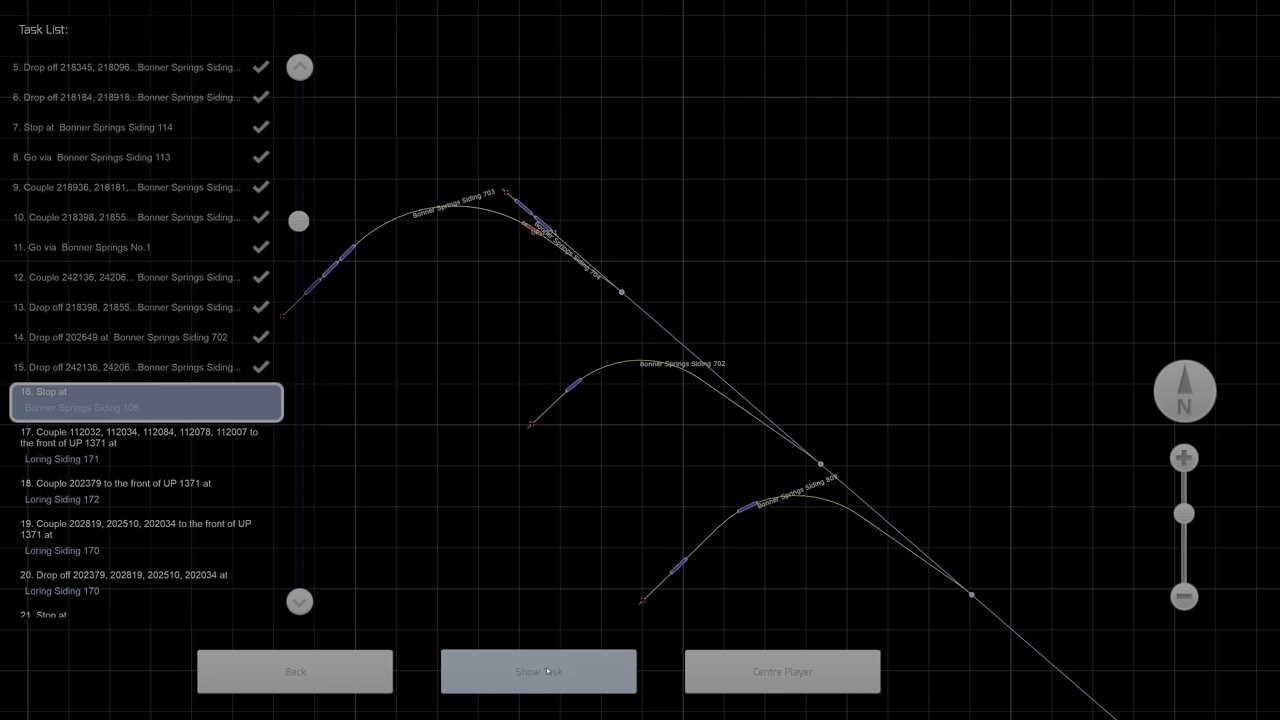 Task List:
5. Drop off 218345, 218096...Bonner Springs Siding...
6. Drop off 218184, 218918...Bonner Springs Siding...
7. Stop at Bonner Springs Siding 114
8. Go via Bonner Springs Siding 113
9. Couple 218936, 218181,...Bonner Springs Siding...
10. Couple 218398, 21855...Bonner Springs Siding...
11. Go via Bonner Springs No.1
12. Couple 242136, 24206...Bonner Springs Siding...
13. Drop off 218398, 21855...Bonner Springs Siding...
14. Drop off 202649 at Bonner Springs Siding 702
15. Drop off 242136, 24206...Bonner Springs Siding...
16. Stop at
Bonner Springs Siding 106
17. Couple 112032, 112034, 112084, 112078, 112007 to
the front of UP 1371 at
Loring Siding 171
18. Couple 202379 to the front of UP 1371 at
Loring Siding 172
19. Couple 202819, 202510, 202034 to the front of UP
1371 at
Loring Siding 170
20. Drop off 202379, 202819, 202510, 202034 at
Loring Siding 170
21. Stop at
Bonner Springs Siding 703
Bonner Springs Siding 704
Bonner Springs Siding 702
Bonner Springs Siding 809
N
Back
Show Task
Centre Player